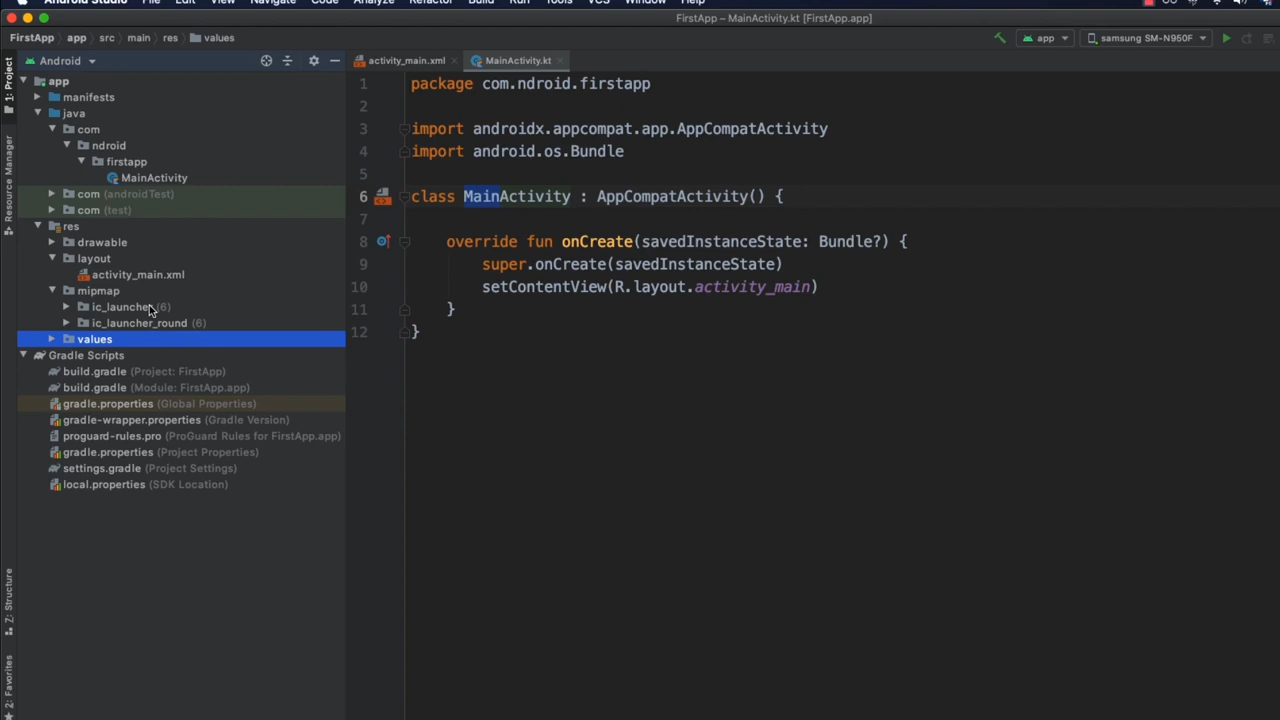 Android Studio File Edit View Navigate Code Analyze Refactor Build Run Tools VCS Window Help
FirstApp – MainActivity.kt [FirstApp.app]
FirstApp app src main res values
app samsung SM-N950F
1: Project
Resource Manager
7: Structure
2: Favorites
Android
app
manifests
java
com
ndroid
firstapp
MainActivity
com (androidTest)
com (test)
res
drawable
layout
activity_main.xml
mipmap
ic_launcher (6)
ic_launcher_round (6)
values
Gradle Scripts
build.gradle (Project: FirstApp)
build.gradle (Module: FirstApp.app)
gradle.properties (Global Properties)
gradle-wrapper.properties (Gradle Version)
proguard-rules.pro (ProGuard Rules for FirstApp.app)
gradle.properties (Project Properties)
settings.gradle (Project Settings)
local.properties (SDK Location)
activity_main.xml MainActivity.kt
1 package com.ndroid.firstapp
2
3 import androidx.appcompat.app.AppCompatActivity
4 import android.os.Bundle
5
6 class MainActivity : AppCompatActivity() {
7
8 override fun onCreate(savedInstanceState: Bundle?) {
9 super.onCreate(savedInstanceState)
10 setContentView(R.layout.activity_main)
11 }
12 }